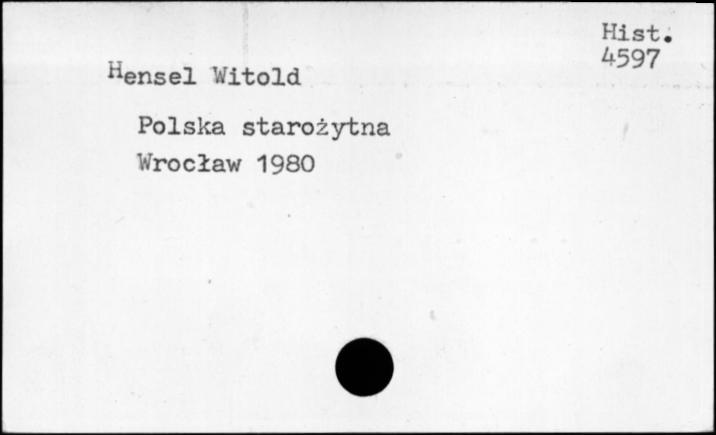 Hist.
4597
Hensel Witold
Polska starożytna
Wrocław 1980